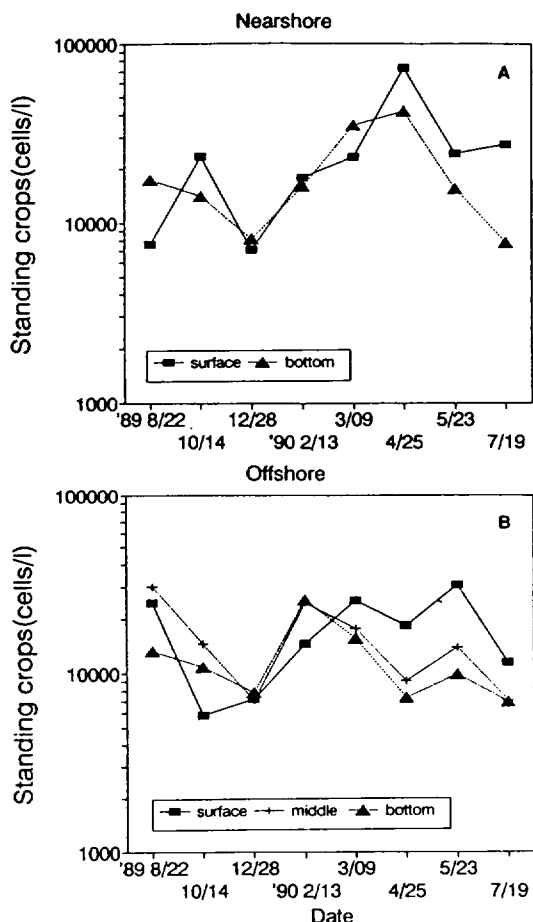 Nearshore
100000
A
Standing crops(cells/l)
10000
surface bottom
1000
'89 8/22 12/28 3/09 5/23
10/14 '90 2/13 4/25 7/19
Offshore
100000
B
Standing crops(cells/l)
10000
surface middle bottom
1000
'89 8/22 12/28 3/09 5/23
10/14 '90 2/13 4/25 7/19
Date